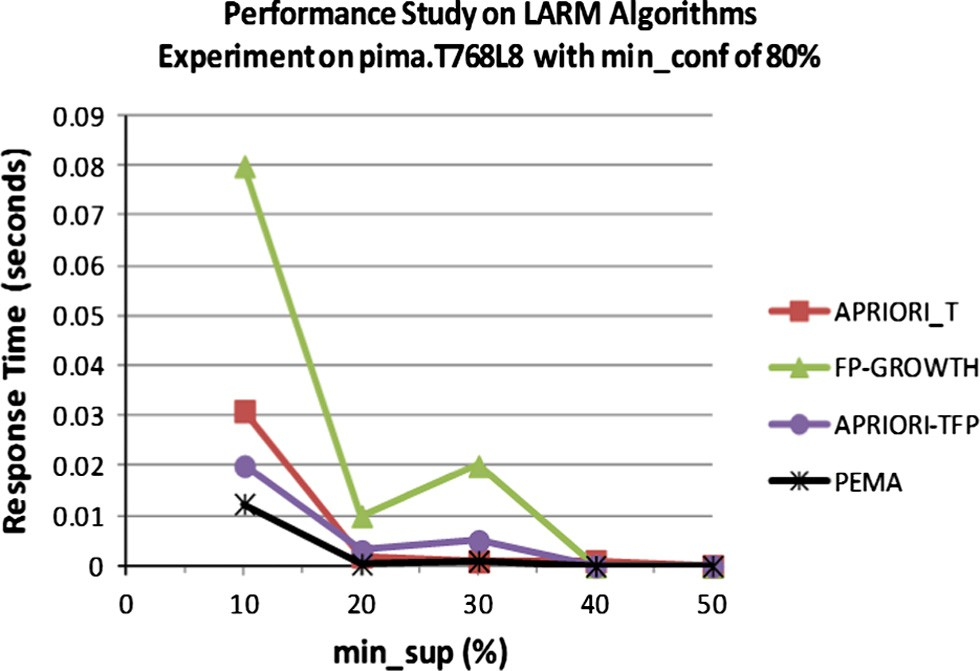 Performance Study on LARM Algorithms
Experiment on pima.T768L8 with min_conf of 80%
Response Time (seconds)
0.09
0.08
0.07
0.06
0.05
0.04
0.03
0.02
0.01
0
0 10 20 30 40 50
min_sup (%)
APRIORI_T
FP-GROWTH
APRIORI-TFP
PEMA